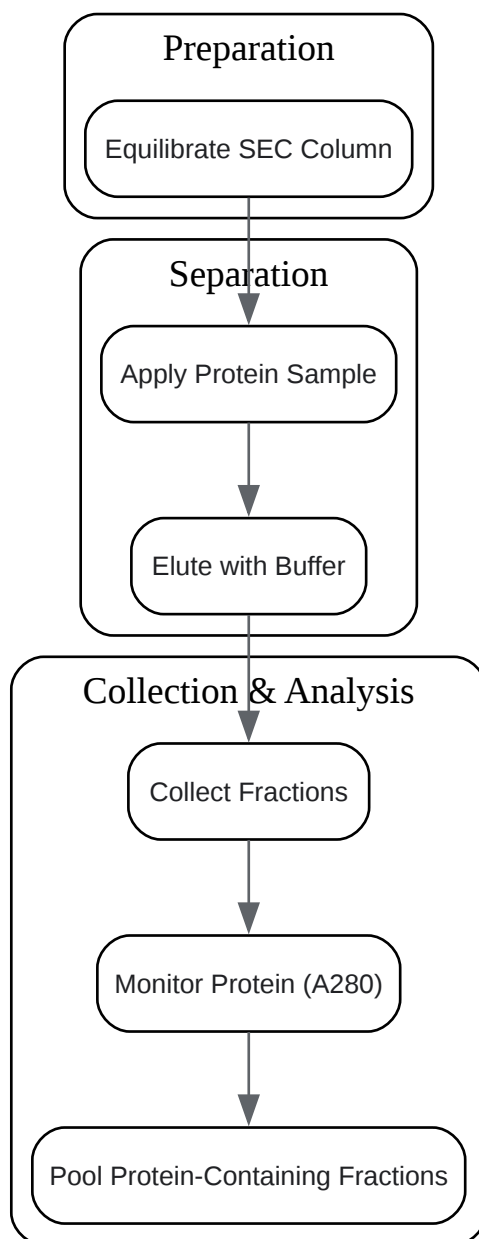 Preparation
Equilibrate SEC Column
Separation
Apply Protein Sample
Elute with Buffer
Collection & Analysis
Collect Fractions
Monitor Protein (A280)
Pool Protein-Containing Fractions